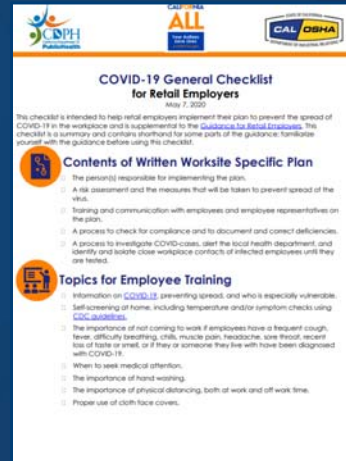 CDPH
PublicHealth
CALIFORNIA
ALL
Your Actions
Save Lives
CAL OSHA
DEPARTMENT OF INDUSTRIAL RELATIONS
COVID-19 General Checklist
for Retail Employers
May 7, 2020
This checklist is intended to help retail employers implement their plan to prevent the spread of
COVID-19 in the workplace and is supplemental to the Guidance for Retail Employers. This
checklist is a summary and contains shorthand for some parts of the guidance; familiarize
yourself with the guidance before using this checklist.
Contents of Written Worksite Specific Plan
The person(s) responsible for implementing the plan.
A risk assessment and the measures that will be taken to prevent spread of the
virus.
Training and communication with employees and employee representatives on
the plan.
A process to check for compliance and to document and correct deficiencies.
A process to investigate COVID-cases, alert the local health department, and
identify and isolate close workplace contacts of infected employees until they
are tested.
Topics for Employee Training
Information on COVID-19, preventing spread, and who is especially vulnerable.
Self-screening at home, including temperature and/or symptom checks using
CDC guidelines.
The importance of not coming to work if employees have a frequent cough,
fever, difficulty breathing, chills, muscle pain, headache, sore throat, recent
loss of taste or smell, or if they or someone they live with have been diagnosed
with COVID-19.
When to seek medical attention.
The importance of hand washing.
The importance of physical distancing, both at work and off work time.
Proper use of cloth face covers.